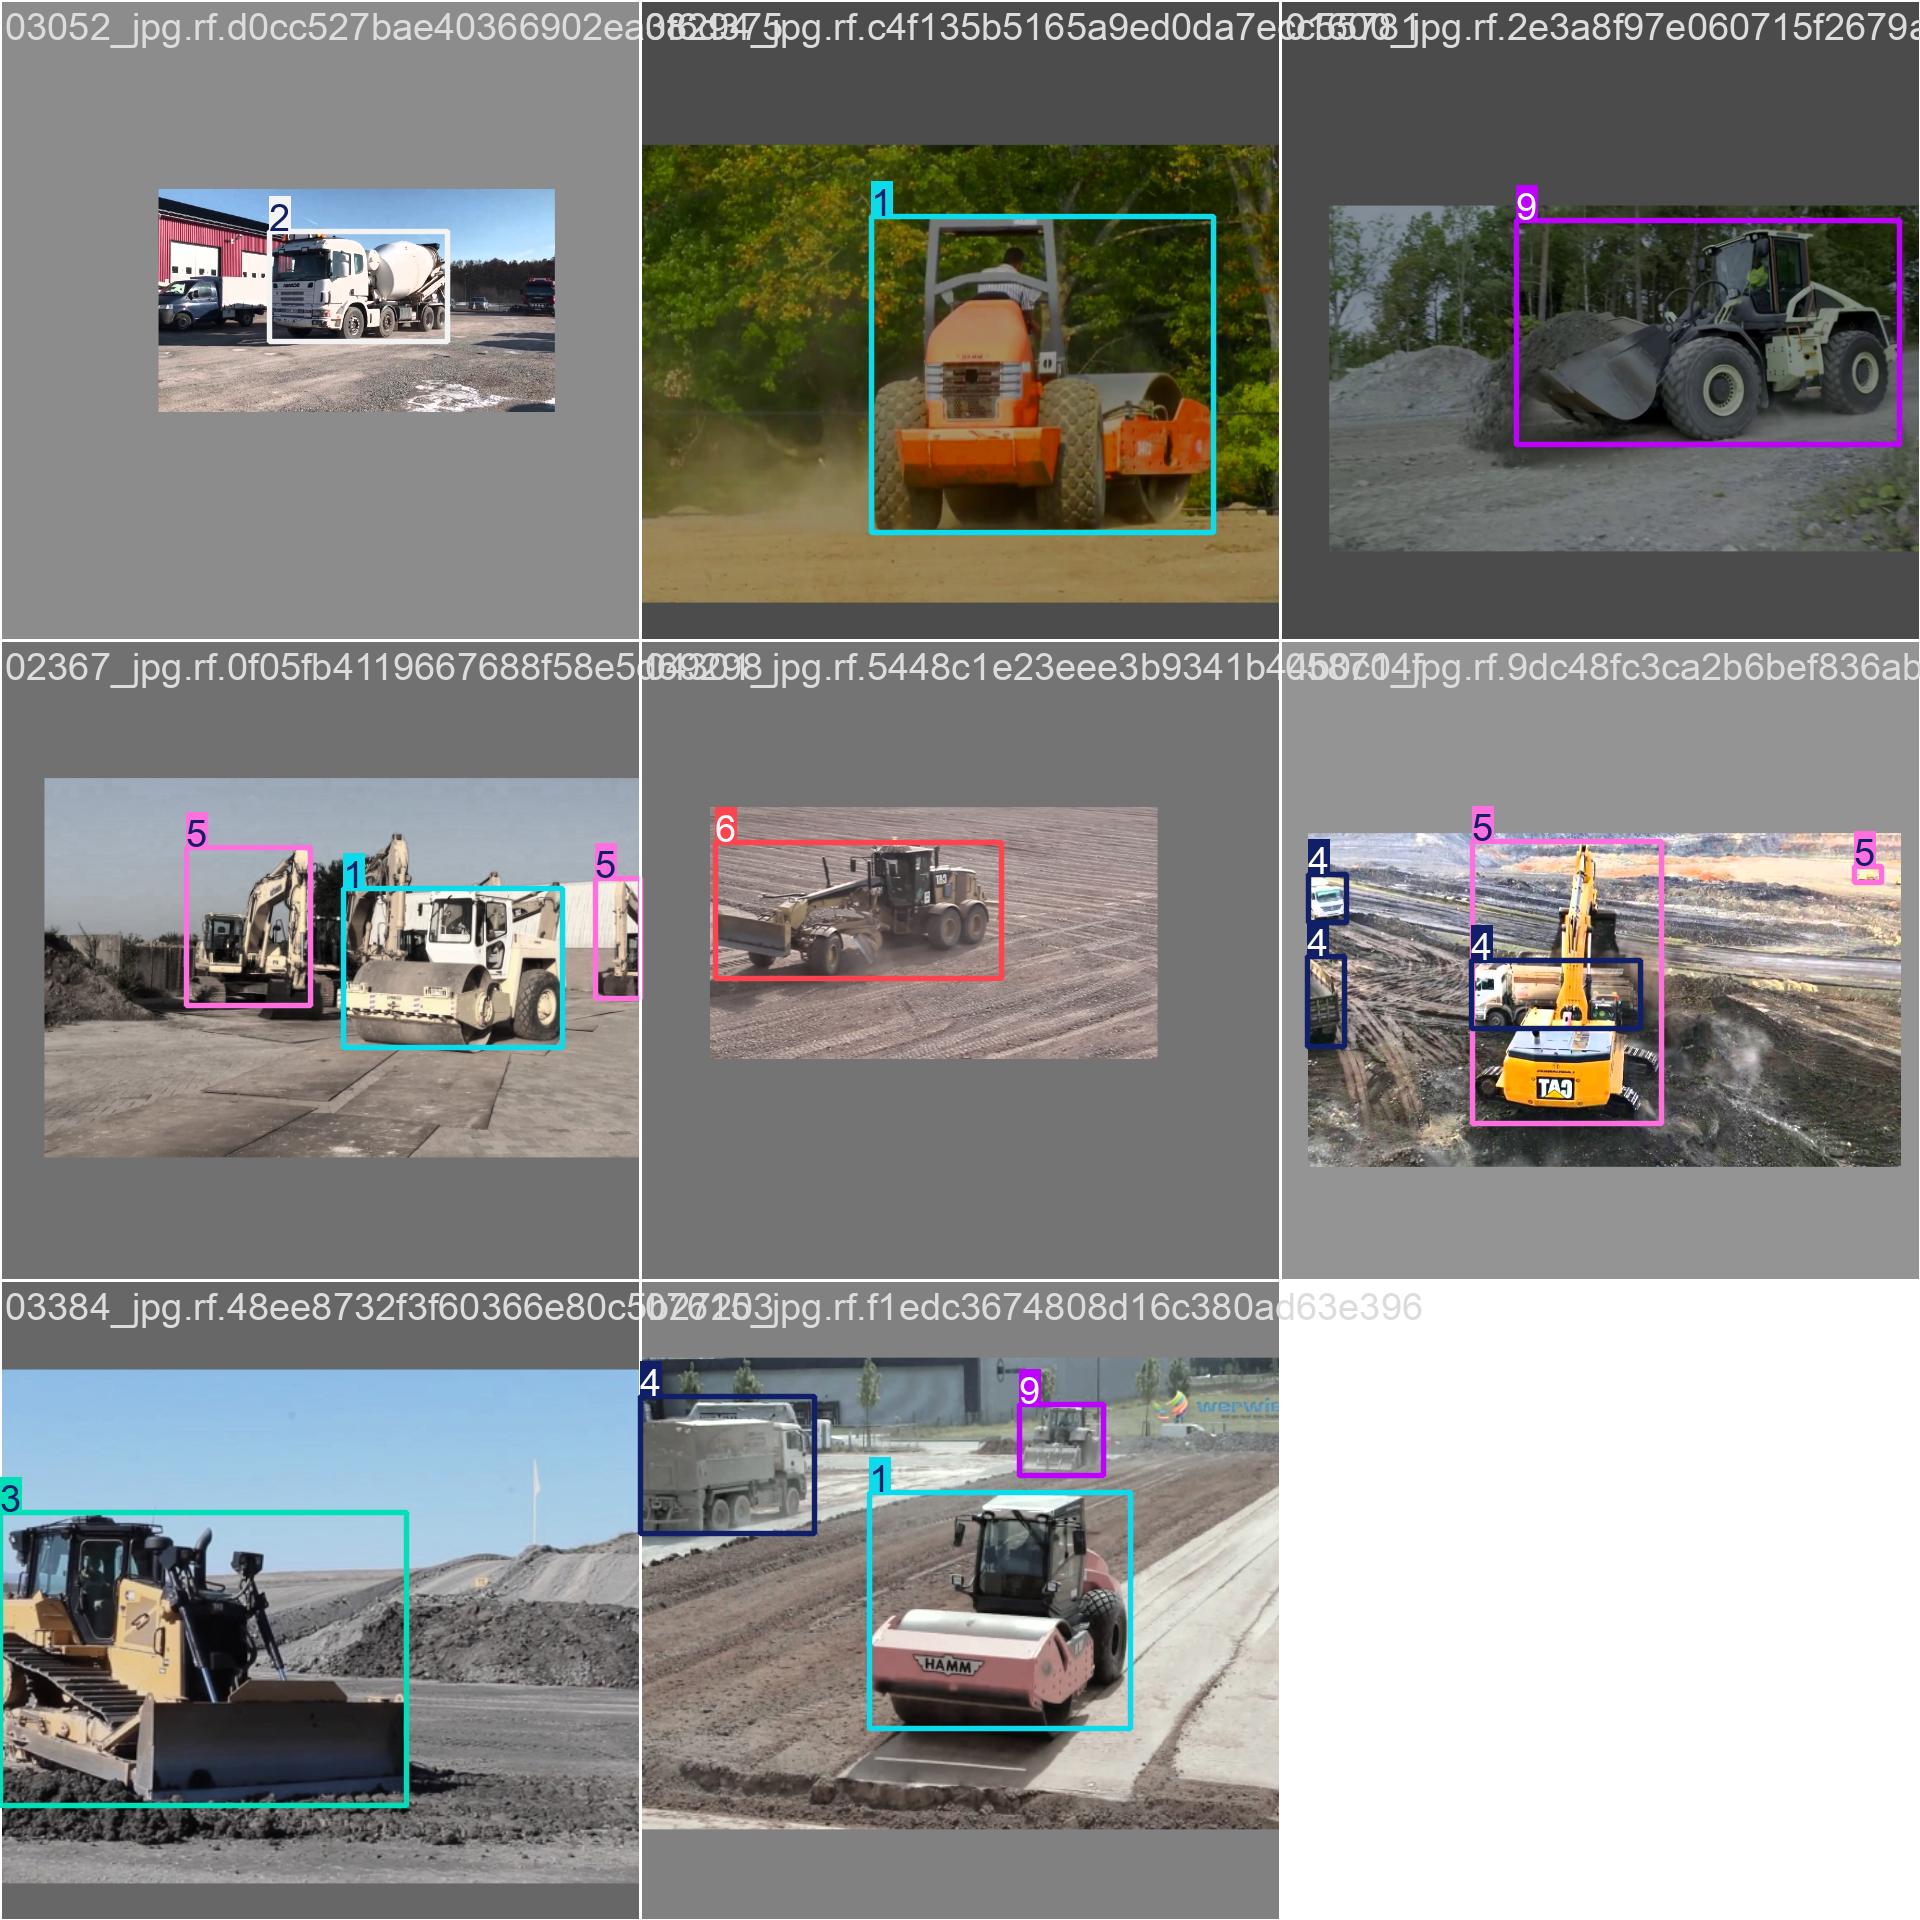 03052_jpg.rf.d0cc527bae40366902ea
jpg.rf.c4f135b5165a9ed0da7e
jpg.rf.2e3a8f97e060715f2679a
2
1
9
02367_jpg.rf.0f05fb4119667688f58e5d
jpg.rf.5448c1e23eee3b9341b4
jpg.rf.9dc48fc3ca2b6bef836ab
5
1
5
6
5
5
4
4
4
CAT
03384_jpg.rf.48ee8732f3f60366e80c5
jpg.rf.f1edc3674808d16c380ad63e396
4
9
werwie
1
3
HAMM